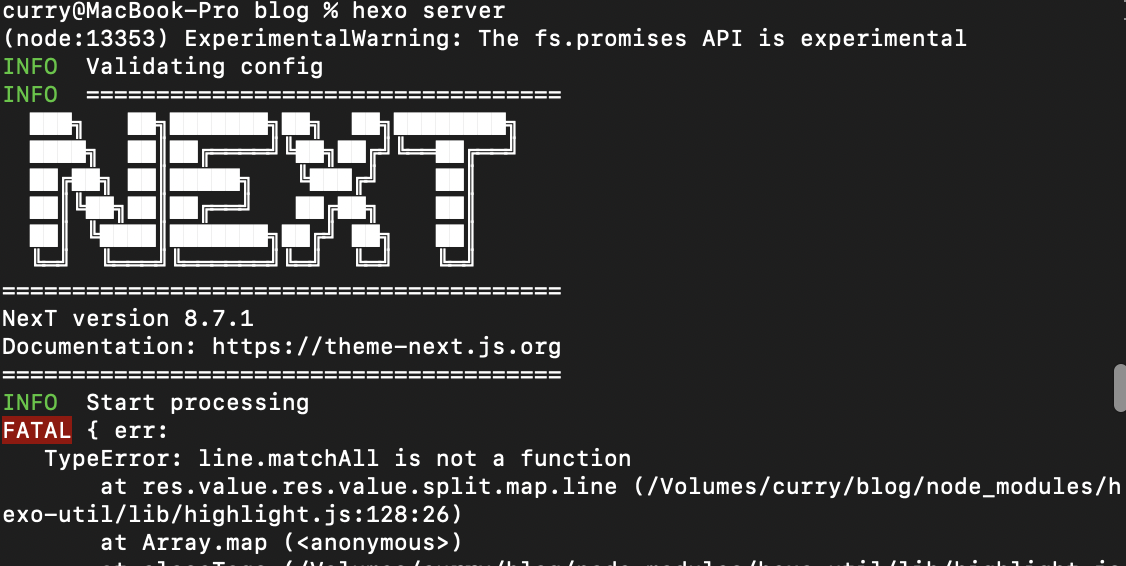 curry@MacBook-Pro blog % hexo server
(node:13353) ExperimentalWarning: The fs.promises API is experimental
INFO  Validating config
INFO  ==================================
NEXT
========================================
NexT version 8.7.1
Documentation: https://theme-next.js.org
========================================
INFO  Start processing
FATAL { err:
   TypeError: line.matchAll is not a function
       at res.value.res.value.split.map.line (/Volumes/curry/blog/node_modules/h
exo-util/lib/highlight.js:128:26)
       at Array.map (<anonymous>)